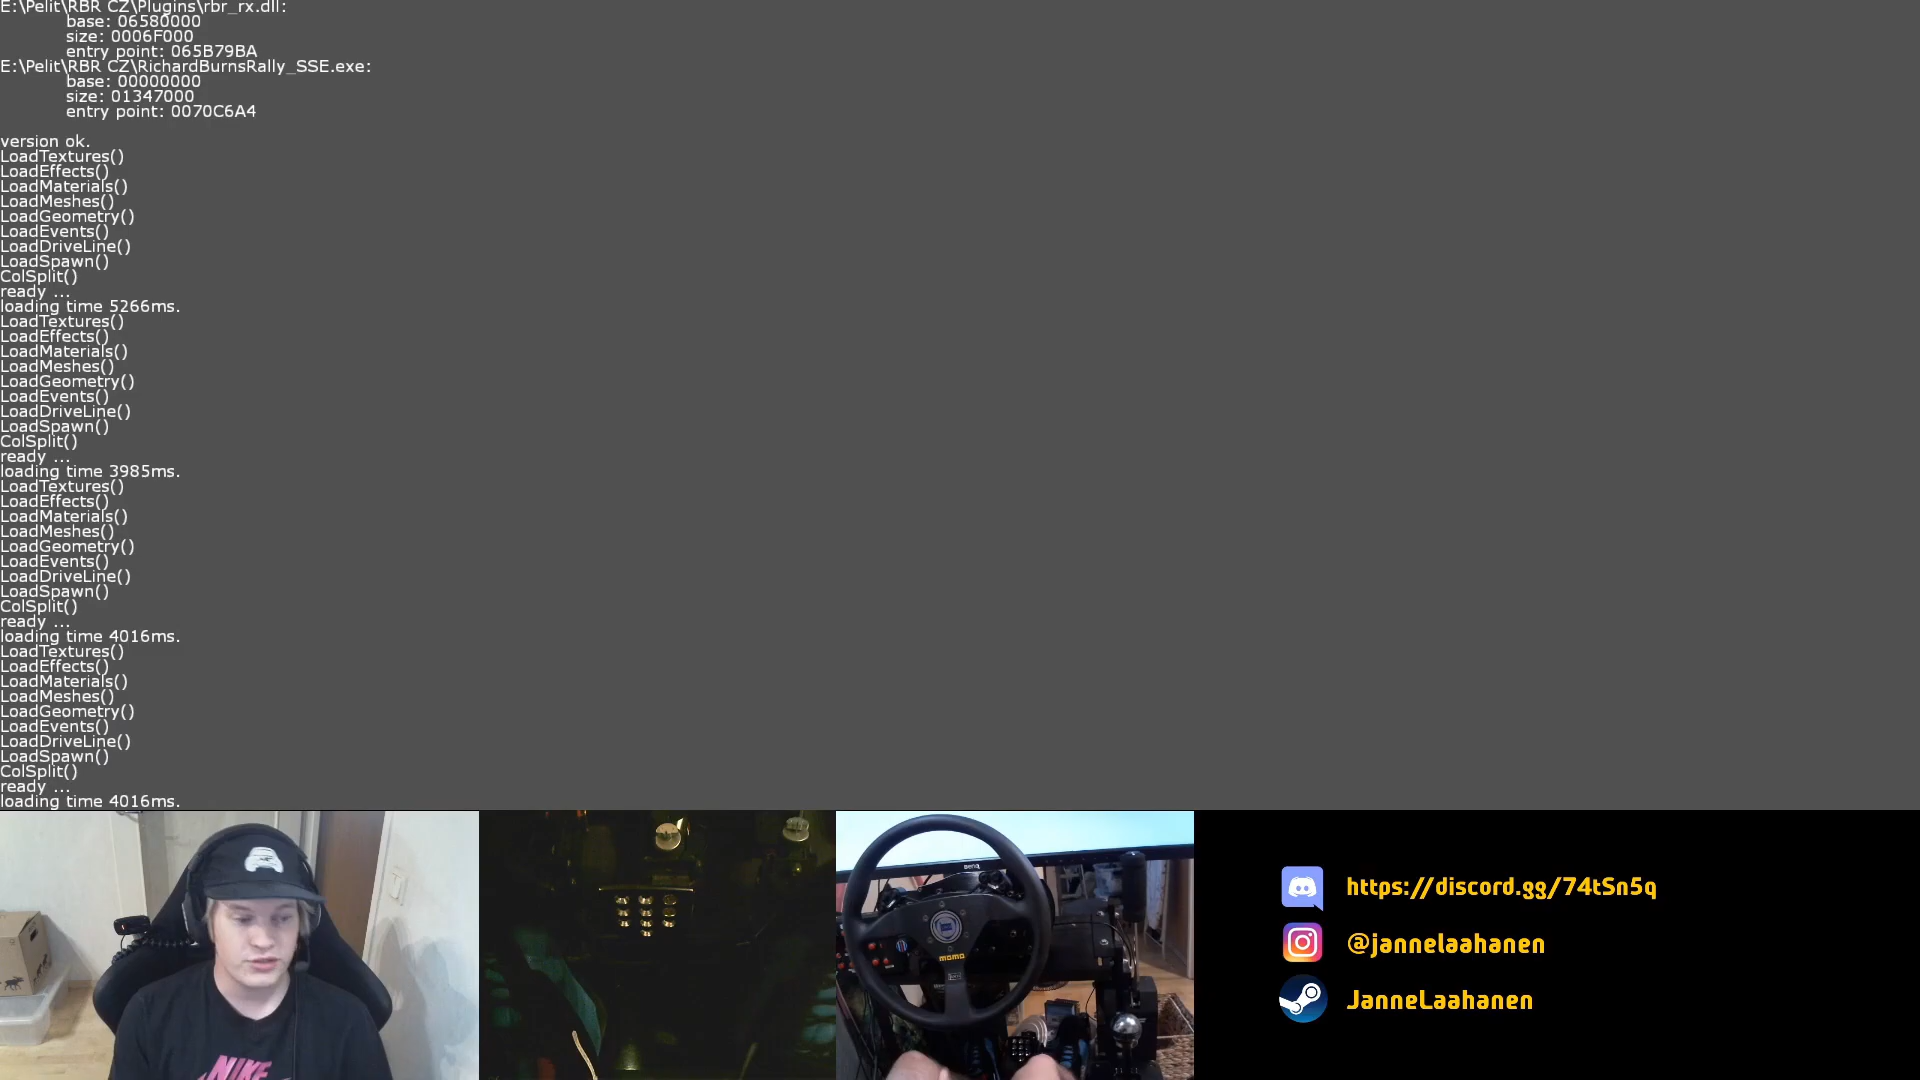 E:\Pelit\RBR CZ\Plugins\rbr_rx.dll:
base: 06580000
size: 0006F000
entry point: 065B79BA
E:\Pelit\RBR CZ\RichardBurnsRally_SSE.exe:
base: 00000000
size: 01347000
entry point: 0070C6A4
version ok.
LoadTextures()
LoadEffects()
LoadMaterials()
LoadMeshes()
LoadGeometry()
LoadEvents()
LoadDriveLine()
LoadSpawn()
ColSplit()
ready ...
loading time 5266ms.
LoadTextures()
LoadEffects()
LoadMaterials()
LoadMeshes()
LoadGeometry()
LoadEvents()
LoadDriveLine()
LoadSpawn()
ColSplit()
ready ...
loading time 3985ms.
LoadTextures()
LoadEffects()
LoadMaterials()
LoadMeshes()
LoadGeometry()
LoadEvents()
LoadDriveLine()
LoadSpawn()
ColSplit()
ready ...
loading time 4016ms.
LoadTextures()
LoadEffects()
LoadMaterials()
LoadMeshes()
LoadGeometry()
LoadEvents()
LoadDriveLine()
LoadSpawn()
ColSplit()
ready ...
loading time 4016ms.
NIKE
BenQ
momo
https://discord.gg/74tSn5q
@jannelaahanen
JanneLaahanen